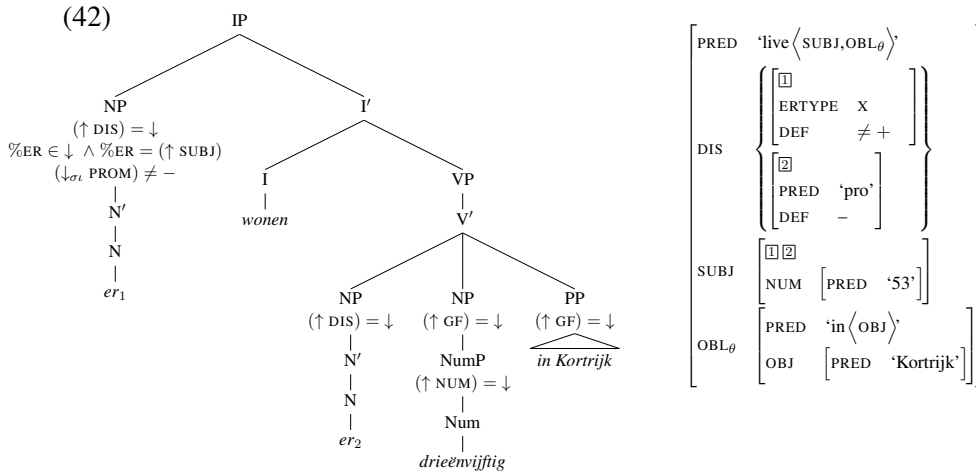 (42)
IP
NP
(↑ DIS) = ↓
%ER ∈ ↓ ∧ %ER = (↑ SUBJ)
(↓σι PROM) ≠ −
N′
N
er₁
I′
I
wonen
VP
V′
NP
(↑ DIS) = ↓
N′
N
er₂
NP
(↑ GF) = ↓
NumP
(↑ NUM) = ↓
Num
drieënvijftig
PP
(↑ GF) = ↓
in Kortrijk
PRED ‘live⟨SUBJ,OBLθ⟩’
DIS
1
ERTYPE X
DEF ≠ +
2
PRED ‘pro’
DEF –
SUBJ
1 2
NUM [PRED ‘53’]
OBLθ
PRED ‘in⟨OBJ⟩’
OBJ [PRED ‘Kortrijk’]